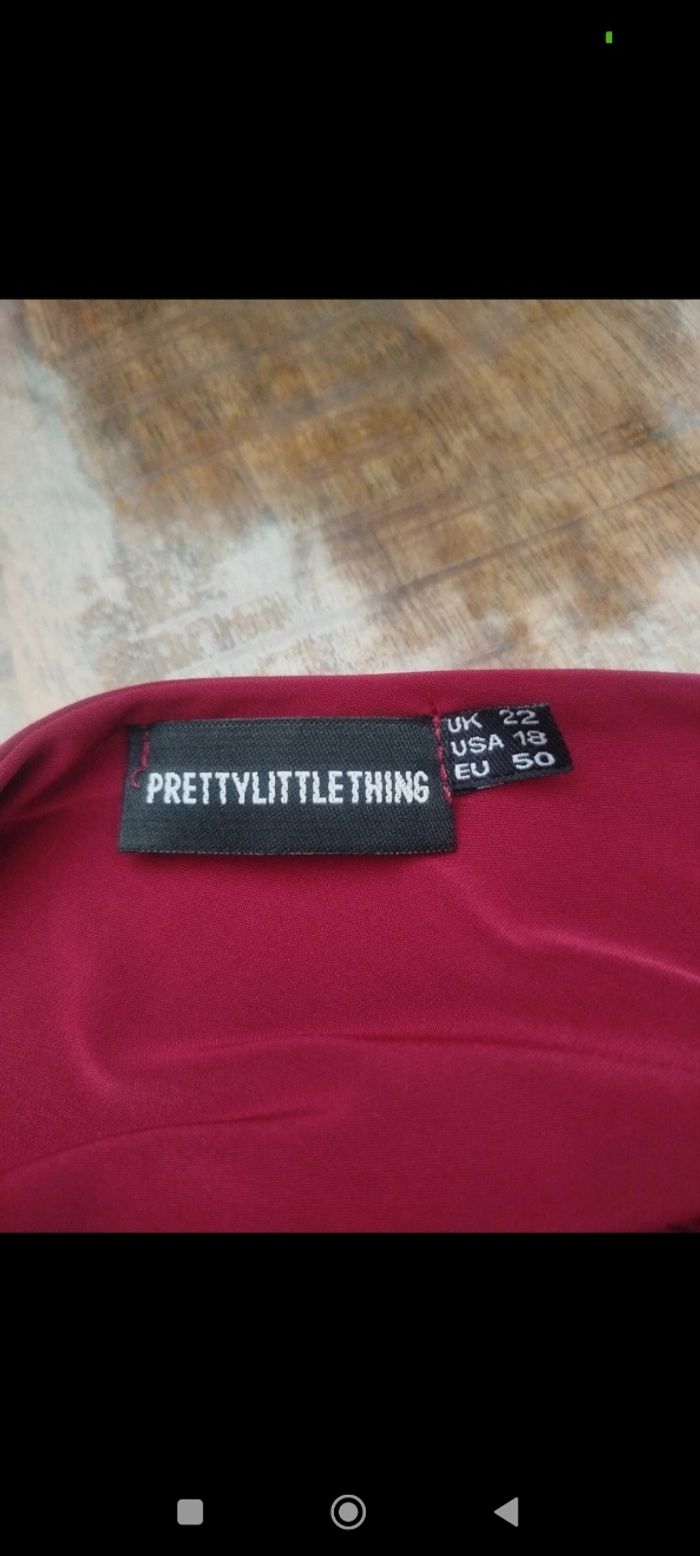 PRETTYLITTLETHING
UK 22
USA 18
EU 50